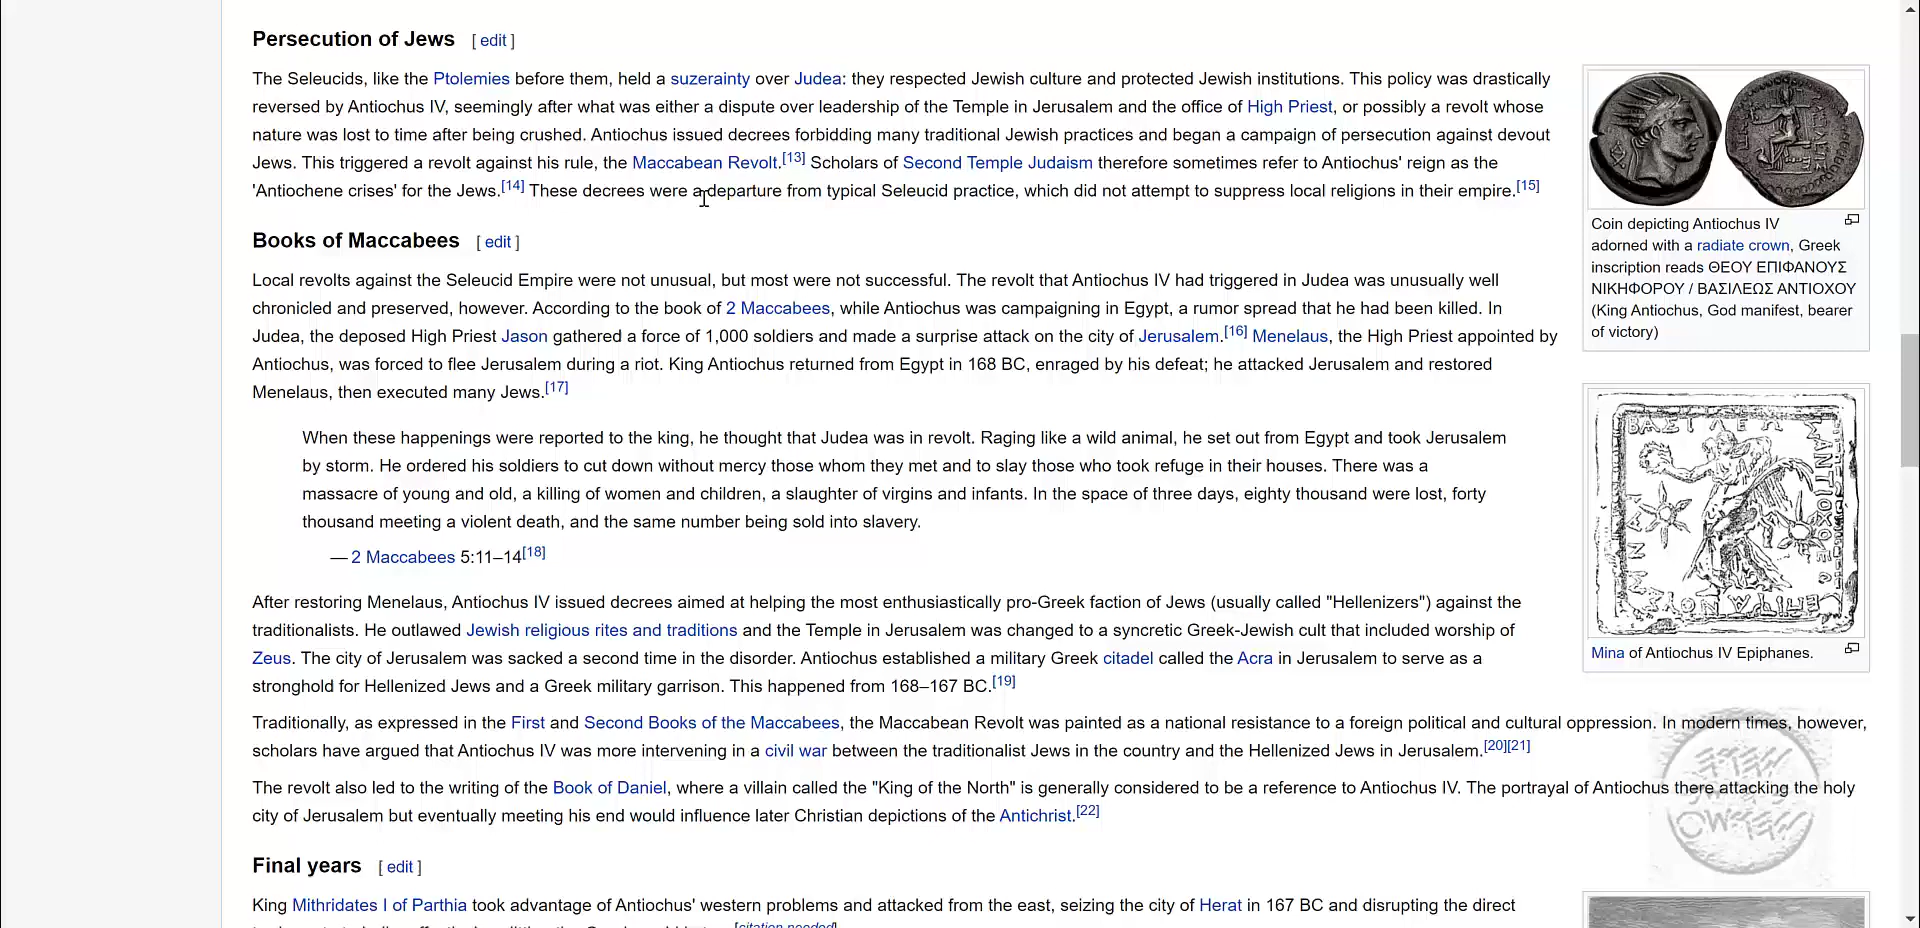 Persecution of Jews [ edit ]
The Seleucids, like the Ptolemies before them, held a suzerainty over Judea: they respected Jewish culture and protected Jewish institutions. This policy was drastically
reversed by Antiochus IV, seemingly after what was either a dispute over leadership of the Temple in Jerusalem and the office of High Priest, or possibly a revolt whose
nature was lost to time after being crushed. Antiochus issued decrees forbidding many traditional Jewish practices and began a campaign of persecution against devout
Jews. This triggered a revolt against his rule, the Maccabean Revolt.[13] Scholars of Second Temple Judaism therefore sometimes refer to Antiochus' reign as the
'Antiochene crises' for the Jews.[14] These decrees were a departure from typical Seleucid practice, which did not attempt to suppress local religions in their empire.[15]
Coin depicting Antiochus IV
adorned with a radiate crown, Greek
inscription reads ΘΕΟΥ ΕΠΙΦΑΝΟΥΣ
ΝΙΚΗΦΟΡΟΥ / ΒΑΣΙΛΕΩΣ ΑΝΤΙΟΧΟΥ
(King Antiochus, God manifest, bearer
of victory)
Books of Maccabees [ edit ]
Local revolts against the Seleucid Empire were not unusual, but most were not successful. The revolt that Antiochus IV had triggered in Judea was unusually well
chronicled and preserved, however. According to the book of 2 Maccabees, while Antiochus was campaigning in Egypt, a rumor spread that he had been killed. In
Judea, the deposed High Priest Jason gathered a force of 1,000 soldiers and made a surprise attack on the city of Jerusalem.[16] Menelaus, the High Priest appointed by
Antiochus, was forced to flee Jerusalem during a riot. King Antiochus returned from Egypt in 168 BC, enraged by his defeat; he attacked Jerusalem and restored
Menelaus, then executed many Jews.[17]
When these happenings were reported to the king, he thought that Judea was in revolt. Raging like a wild animal, he set out from Egypt and took Jerusalem
by storm. He ordered his soldiers to cut down without mercy those whom they met and to slay those who took refuge in their houses. There was a
massacre of young and old, a killing of women and children, a slaughter of virgins and infants. In the space of three days, eighty thousand were lost, forty
thousand meeting a violent death, and the same number being sold into slavery.
— 2 Maccabees 5:11–14[18]
Mina of Antiochus IV Epiphanes.
After restoring Menelaus, Antiochus IV issued decrees aimed at helping the most enthusiastically pro-Greek faction of Jews (usually called "Hellenizers") against the
traditionalists. He outlawed Jewish religious rites and traditions and the Temple in Jerusalem was changed to a syncretic Greek-Jewish cult that included worship of
Zeus. The city of Jerusalem was sacked a second time in the disorder. Antiochus established a military Greek citadel called the Acra in Jerusalem to serve as a
stronghold for Hellenized Jews and a Greek military garrison. This happened from 168–167 BC.[19]
Traditionally, as expressed in the First and Second Books of the Maccabees, the Maccabean Revolt was painted as a national resistance to a foreign political and cultural oppression. In modern times, however,
scholars have argued that Antiochus IV was more intervening in a civil war between the traditionalist Jews in the country and the Hellenized Jews in Jerusalem.[20][21]
The revolt also led to the writing of the Book of Daniel, where a villain called the "King of the North" is generally considered to be a reference to Antiochus IV. The portrayal of Antiochus there attacking the holy
city of Jerusalem but eventually meeting his end would influence later Christian depictions of the Antichrist.[22]
Final years [ edit ]
King Mithridates I of Parthia took advantage of Antiochus' western problems and attacked from the east, seizing the city of Herat in 167 BC and disrupting the direct